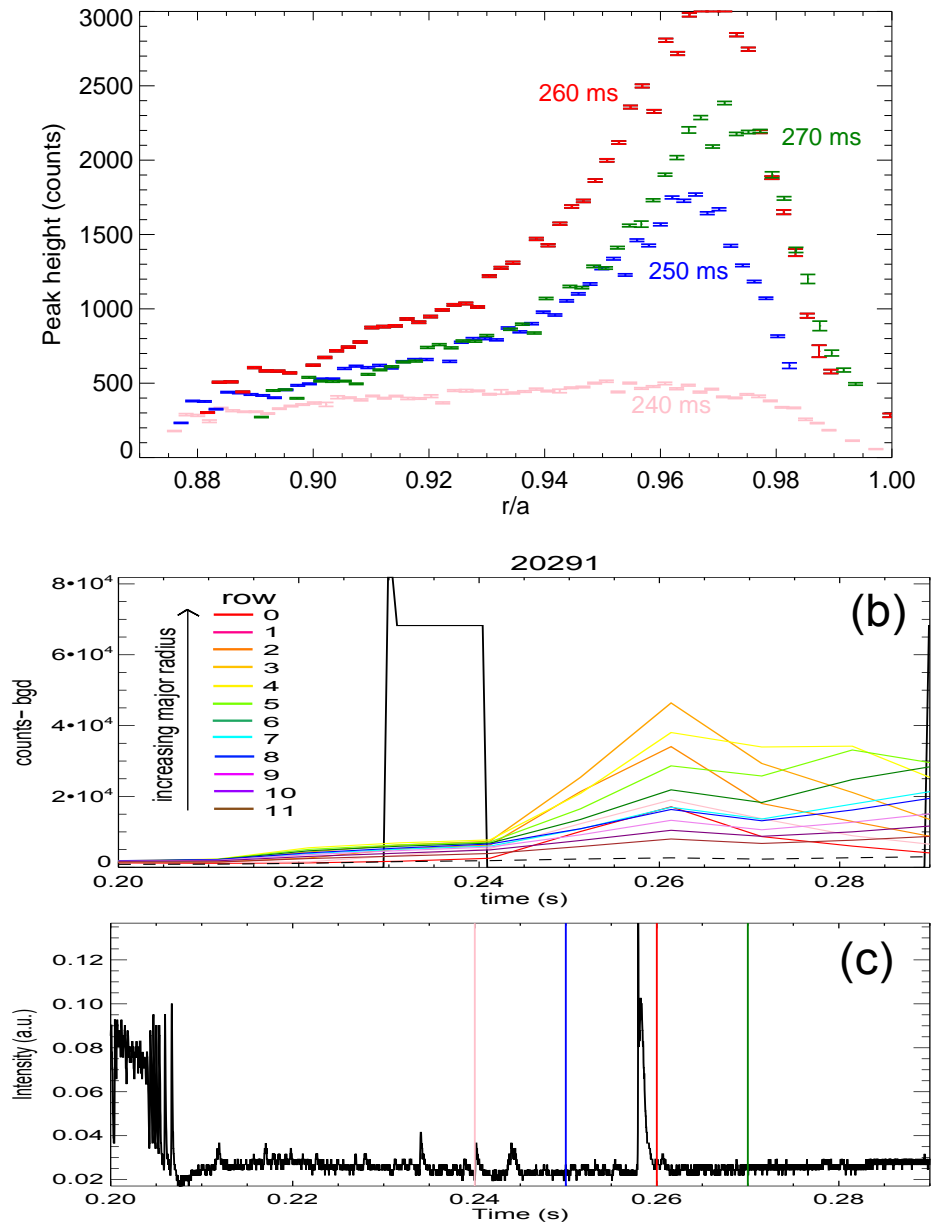 3000
2500
2000
1500
1000
500
0
Peak height (counts)
260 ms
270 ms
250 ms
240 ms
0.88 0.90 0.92 0.94 0.96 0.98 1.00
r/a
20291
8•10⁴
6•10⁴
4•10⁴
2•10⁴
0
counts- bgd
increasing major radius
row
0
1
2
3
4
5
6
7
8
9
10
11
(b)
0.20 0.22 0.24 0.26 0.28
time (s)
(c)
0.12
0.10
0.08
0.06
0.04
0.02
Intensity (a.u.)
0.20 0.22 0.24 0.26 0.28
Time (s)